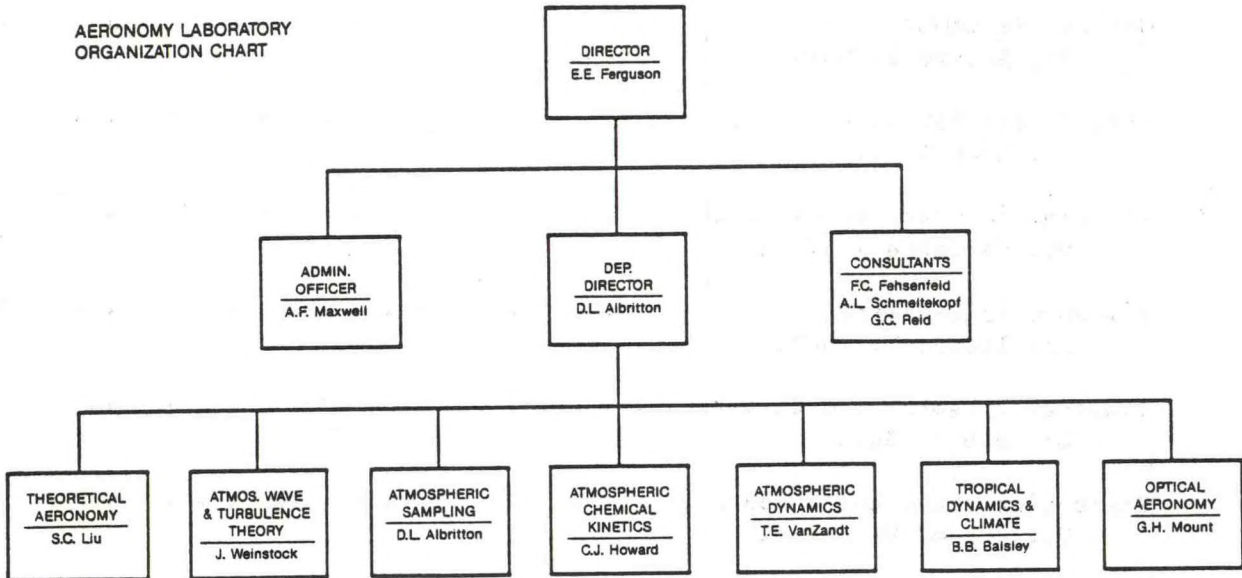 AERONOMY LABORATORY
ORGANIZATION CHART
DIRECTOR
E.E. Ferguson
ADMIN.
OFFICER
A.F. Maxwell
DEP.
DIRECTOR
D.L. Albritton
CONSULTANTS
F.C. Fehsenfeld
A.L. Schmeltekopf
G.C. Reid
THEORETICAL
AERONOMY
S.C. Liu
ATMOS. WAVE
& TURBULENCE
THEORY
J. Weinstock
ATMOSPHERIC
SAMPLING
D.L. Albritton
ATMOSPHERIC
CHEMICAL
KINETICS
C.J. Howard
ATMOSPHERIC
DYNAMICS
T.E. VanZandt
TROPICAL
DYNAMICS &
CLIMATE
B.B. Balsley
OPTICAL
AERONOMY
G.H. Mount